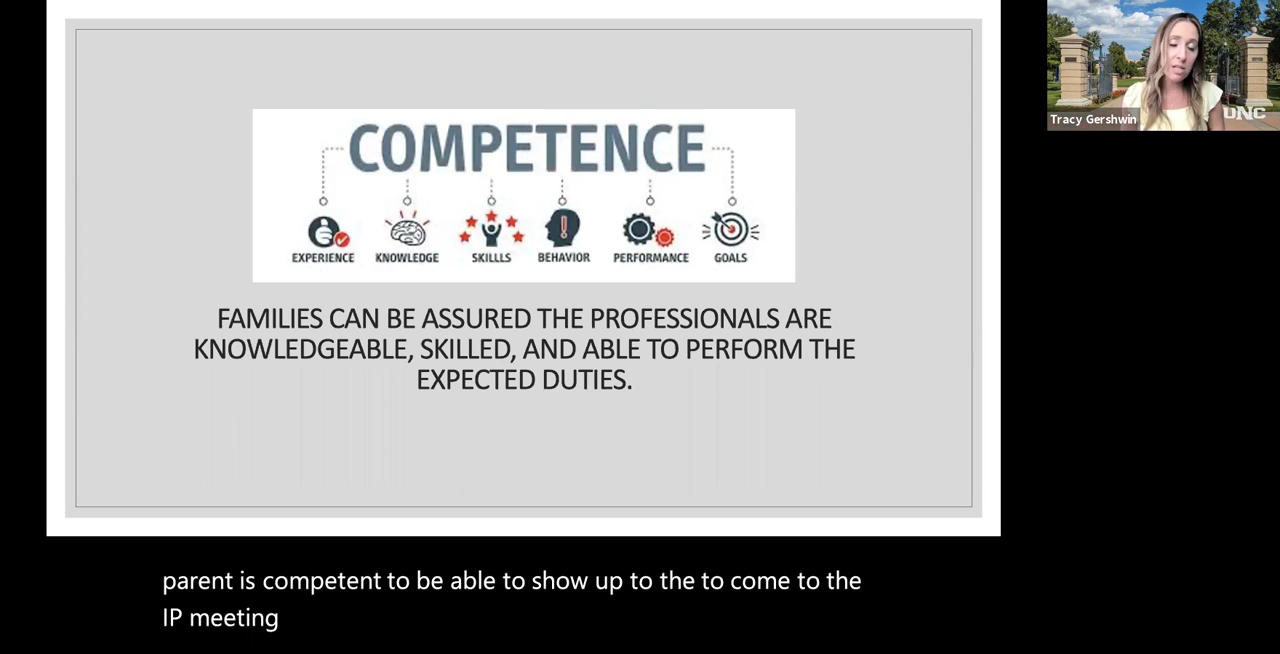 COMPETENCE
EXPERIENCE KNOWLEDGE SKILLLS BEHAVIOR PERFORMANCE GOALS
FAMILIES CAN BE ASSURED THE PROFESSIONALS ARE
KNOWLEDGEABLE, SKILLED, AND ABLE TO PERFORM THE
EXPECTED DUTIES.
Tracy Gershwin
UNC
parent is competent to be able to show up to the to come to the
IP meeting